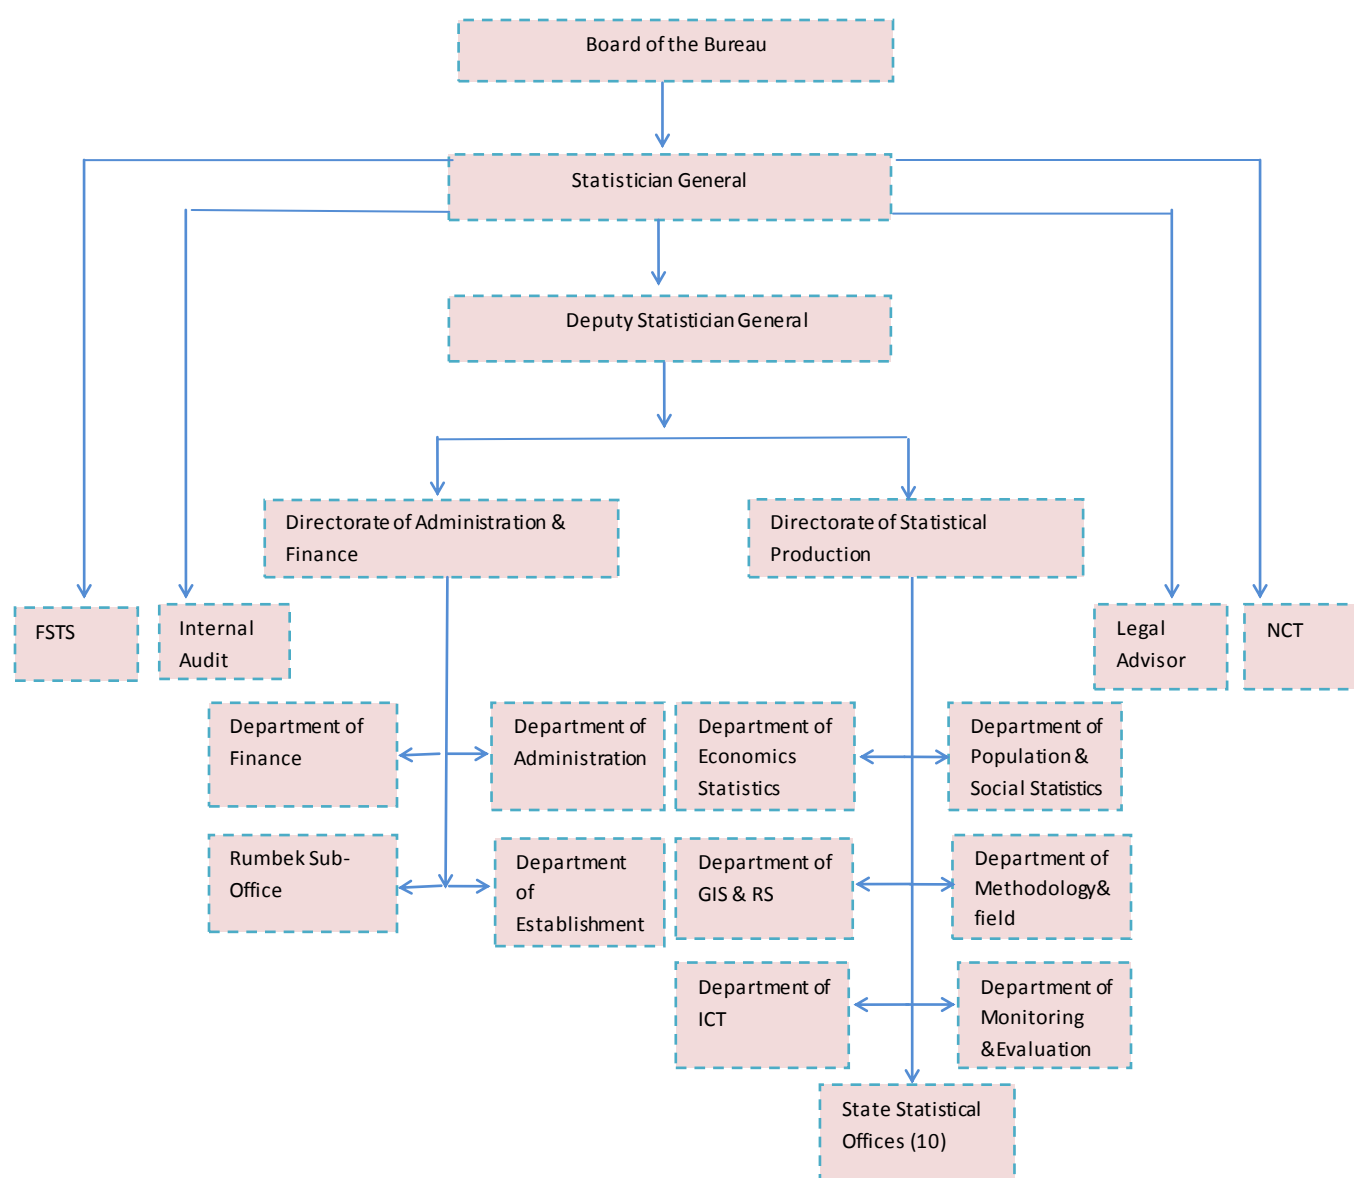 Board of the Bureau
Statistician General
Deputy Statistician General
Directorate of Administration &
Finance
Directorate of Statistical
Production
FSTS
Internal
Audit
Legal
Advisor
NCT
Department of
Finance
Department of
Administration
Department of
Economics
Statistics
Department of
Population &
Social Statistics
Rumbek Sub-
Office
Department
of
Establishment
Department of
GIS & RS
Department of
Methodology&
field
Department of
ICT
Department of
Monitoring
&Evaluation
State Statistical
Offices (10)